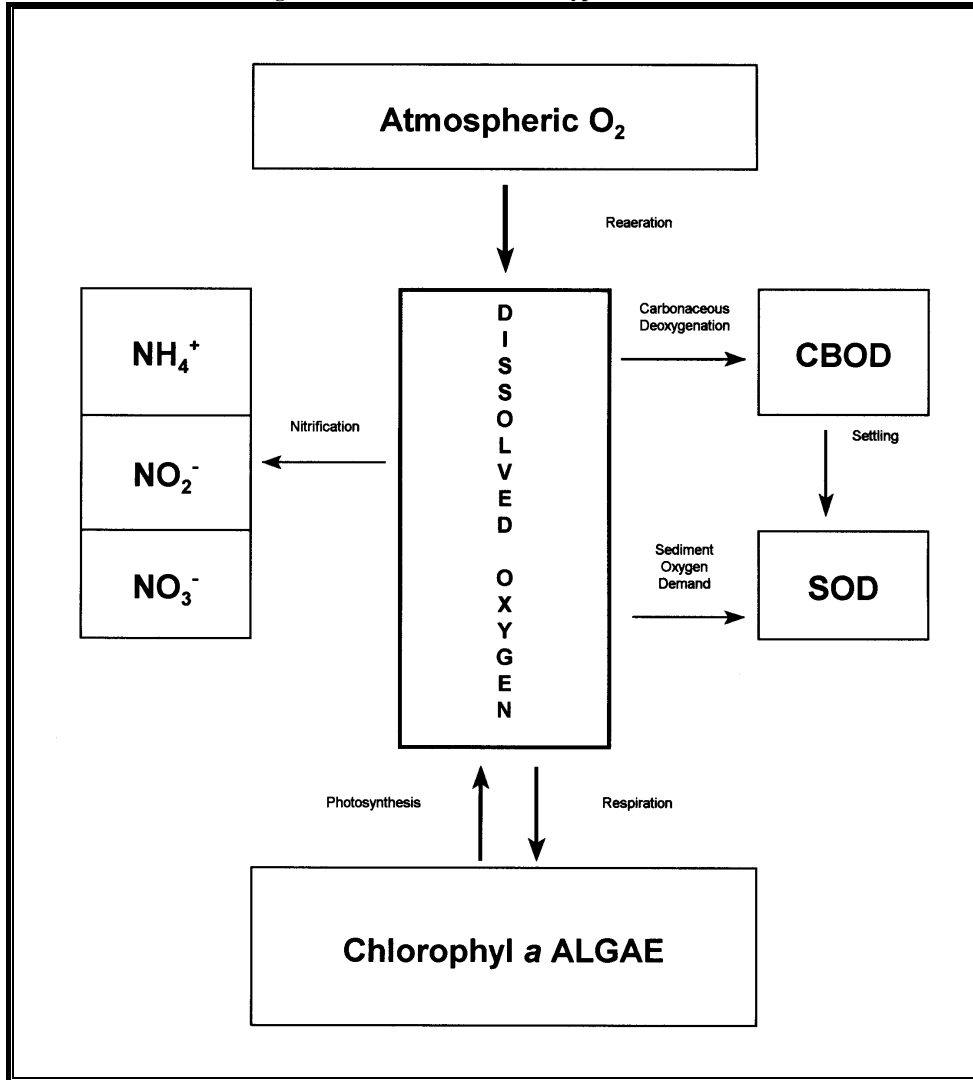 Atmospheric O₂
Reaeration
D
I
S
S
O
L
V
E
D
O
X
Y
G
E
N
Carbonaceous
Deoxygenation
CBOD
NH₄⁺
Nitrification
Settling
NO₂⁻
Sediment
Oxygen
Demand
SOD
NO₃⁻
Photosynthesis
Respiration
Chlorophyl a ALGAE